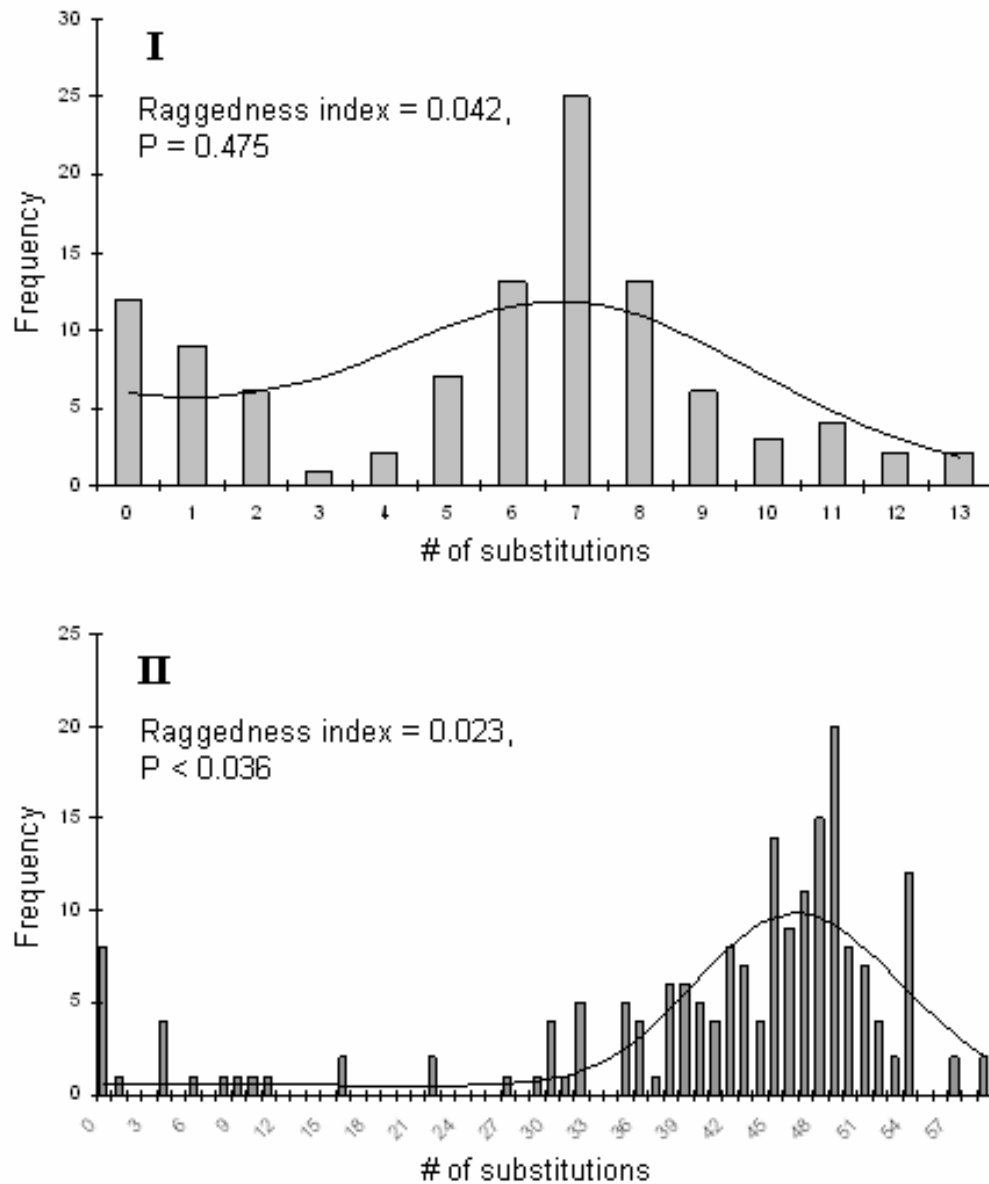 I
Raggedness index = 0.042,
P = 0.475
Frequency
30
25
20
15
10
5
0
0 1 2 3 4 5 6 7 8 9 10 11 12 13
# of substitutions
II
Raggedness index = 0.023,
P < 0.036
Frequency
25
20
15
10
5
0
0 3 6 9 12 15 18 21 24 27 30 33 36 39 42 45 48 51 54 57
# of substitutions